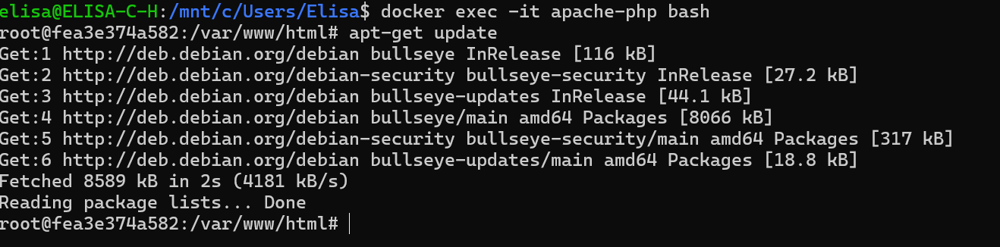 elisa@ELISA-C-H:/mnt/c/Users/Elisa$ docker exec -it apache-php bash
root@fea3e374a582:/var/www/html# apt-get update
Get:1 http://deb.debian.org/debian bullseye InRelease [116 kB]
Get:2 http://deb.debian.org/debian-security bullseye-security InRelease [27.2 kB]
Get:3 http://deb.debian.org/debian bullseye-updates InRelease [44.1 kB]
Get:4 http://deb.debian.org/debian bullseye/main amd64 Packages [8066 kB]
Get:5 http://deb.debian.org/debian-security bullseye-security/main amd64 Packages [317 kB]
Get:6 http://deb.debian.org/debian bullseye-updates/main amd64 Packages [18.8 kB]
Fetched 8589 kB in 2s (4181 kB/s)
Reading package lists... Done
root@fea3e374a582:/var/www/html#